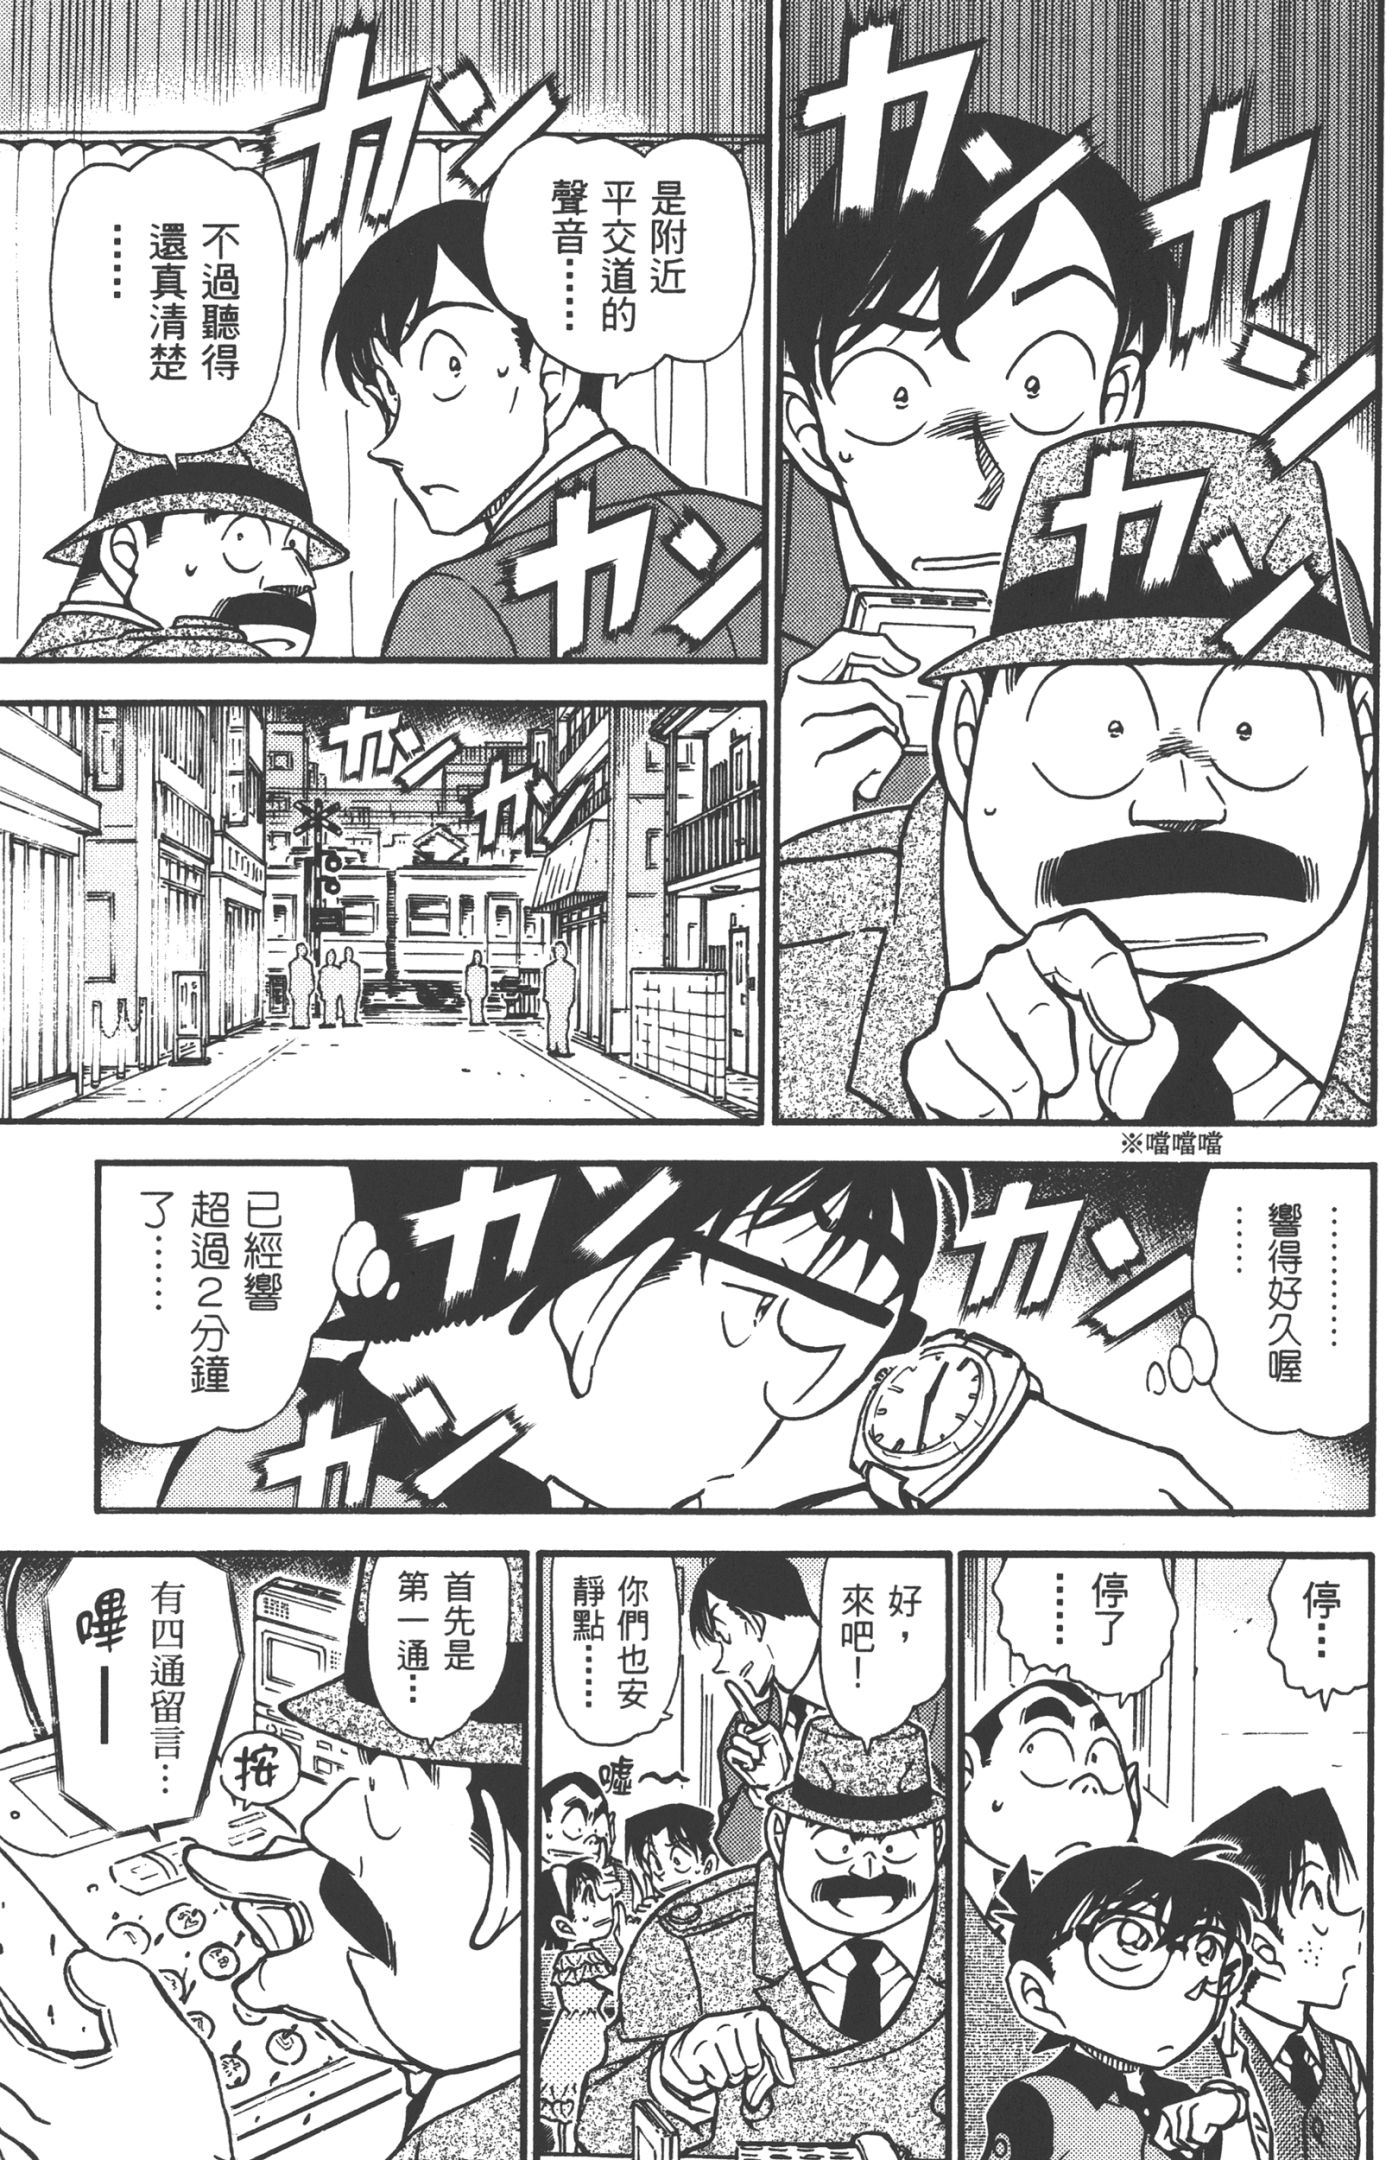 カンカンカン
是附近
平交道的
聲音……
カンカン
不過聽得
還真清楚
……
カンカン
※噹噹噹
…………
響得好久喔
……
カンカン
カン
已經響
超過2分鐘
了……
停…
停了
……
好，
來吧！
你們也安
靜點……
噓～
首先是
第一通…
按
有四通留言…
嗶──